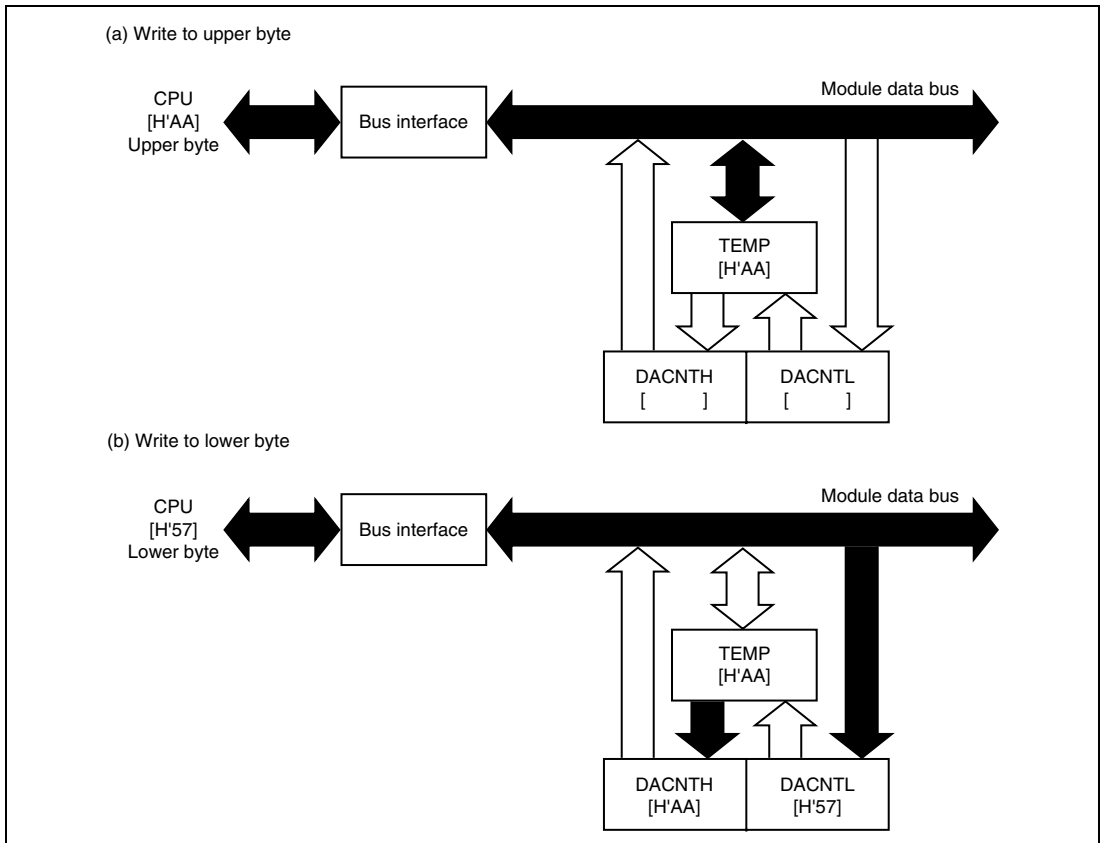 (a) Write to upper byte
CPU
[H'AA]
Upper byte
Bus interface
Module data bus
TEMP
[H'AA]
DACNTH
[ ]
DACNTL
[ ]
(b) Write to lower byte
CPU
[H'57]
Lower byte
Bus interface
Module data bus
TEMP
[H'AA]
DACNTH
[H'AA]
DACNTL
[H'57]